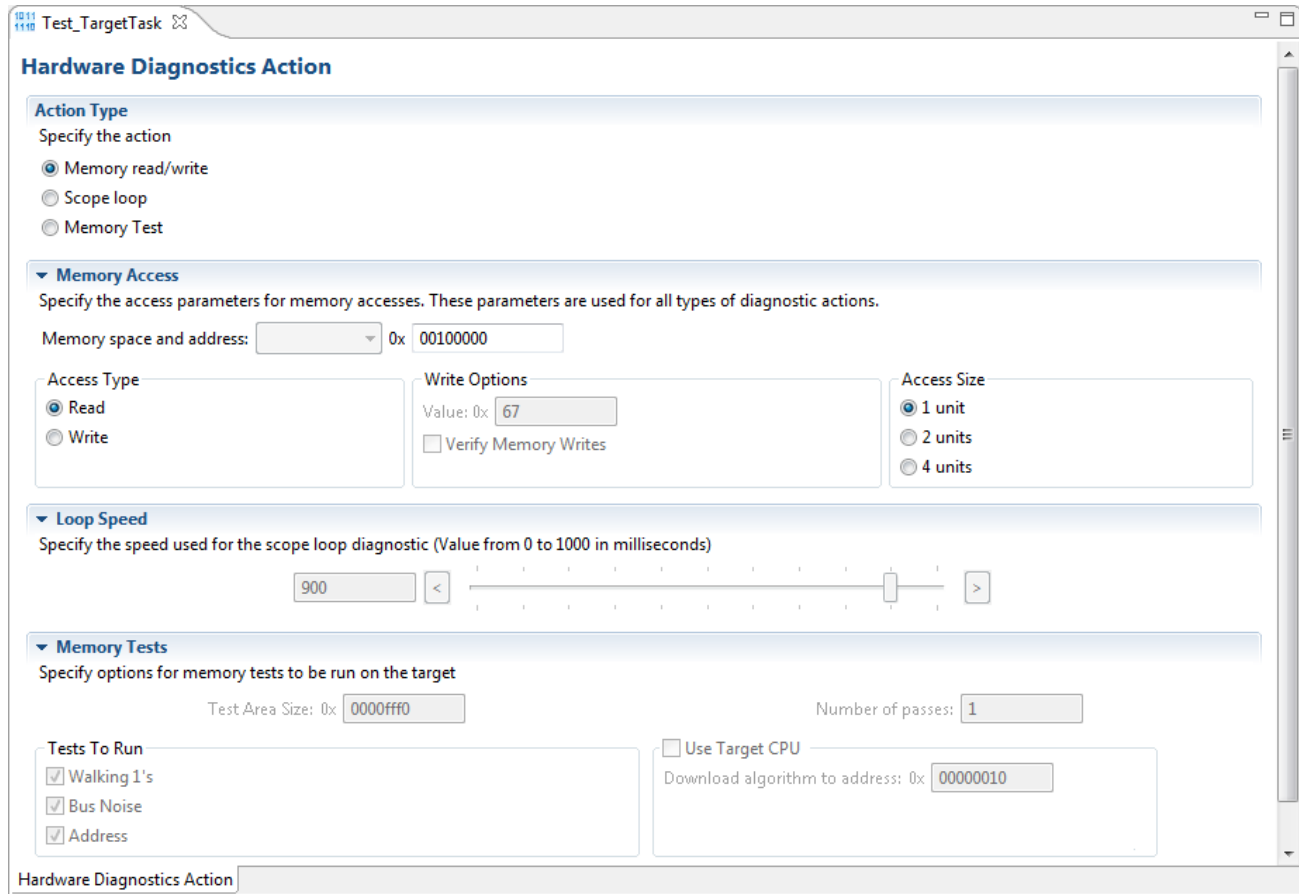 1011
1110
Test_TargetTask
Hardware Diagnostics Action
Action Type
Specify the action
Memory read/write
Scope loop
Memory Test
Memory Access
Specify the access parameters for memory accesses. These parameters are used for all types of diagnostic actions.
Memory space and address: 0x 00100000
Access Type
Read
Write
Write Options
Value: 0x 67
Verify Memory Writes
Access Size
1 unit
2 units
4 units
Loop Speed
Specify the speed used for the scope loop diagnostic (Value from 0 to 1000 in milliseconds)
900 < >
Memory Tests
Specify options for memory tests to be run on the target
Test Area Size: 0x 0000fff0 Number of passes: 1
Tests To Run
Walking 1's
Bus Noise
Address
Use Target CPU
Download algorithm to address: 0x 00000010
Hardware Diagnostics Action